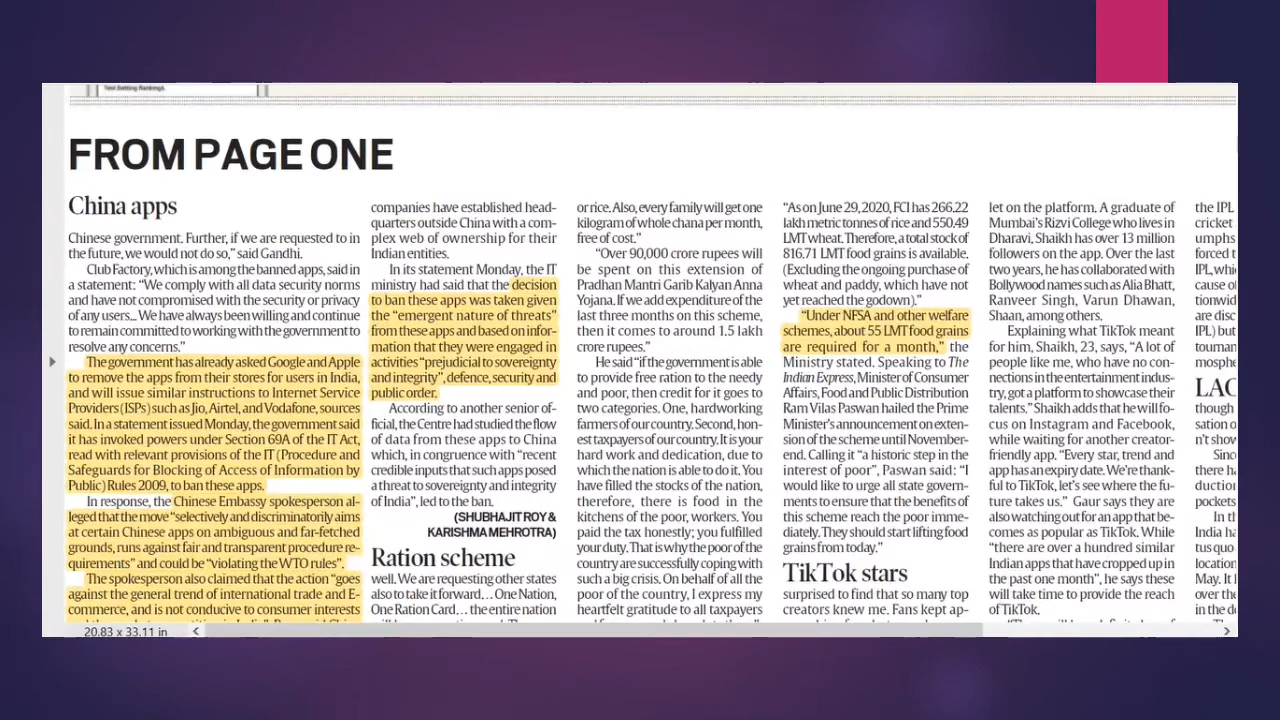 Test Batting Rankings.
FROM PAGE ONE
China apps
Chinese government. Further, if we are requested to in
the future, we would not do so,” said Gandhi.
Club Factory, which is among the banned apps, said in
a statement: “We comply with all data security norms
and have not compromised with the security or privacy
of any users... We have always been willing and continue
to remain committed to working with the government to
resolve any concerns.”
The government has already asked Google and Apple
to remove the apps from their stores for users in India,
and will issue similar instructions to Internet Service
Providers (ISPs) such as Jio, Airtel, and Vodafone, sources
said. In a statement issued Monday, the government said
it has invoked powers under Section 69A of the IT Act,
read with relevant provisions of the IT (Procedure and
Safeguards for Blocking of Access of Information by
Public) Rules 2009, to ban these apps.
In response, the Chinese Embassy spokesperson al-
leged that the move “selectively and discriminatorily aims
at certain Chinese apps on ambiguous and far-fetched
grounds, runs against fair and transparent procedure re-
quirements” and could be “violating the WTO rules”.
The spokesperson also claimed that the action “goes
against the general trend of international trade and E-
commerce, and is not conducive to consumer interests
companies have established head-
quarters outside China with a com-
plex web of ownership for their
Indian entities.
In its statement Monday, the IT
ministry had said that the decision
to ban these apps was taken given
the “emergent nature of threats”
from these apps and based on infor-
mation that they were engaged in
activities “prejudicial to sovereignty
and integrity”, defence, security and
public order.
According to another senior of-
ficial, the Centre had studied the flow
of data from these apps to China
which, in congruence with “recent
credible inputs that such apps posed
a threat to sovereignty and integrity
of India”, led to the ban.
(SHUBHAJIT ROY &
KARISHMA MEHROTRA)
Ration scheme
well. We are requesting other states
also to take it forward… One Nation,
One Ration Card… the entire nation
or rice. Also, every family will get one
kilogram of whole chana per month,
free of cost.”
“Over 90,000 crore rupees will
be spent on this extension of
Pradhan Mantri Garib Kalyan Anna
Yojana. If we add expenditure of the
last three months on this scheme,
then it comes to around 1.5 lakh
crore rupees.”
He said “if the government is able
to provide free ration to the needy
and poor, then credit for it goes to
two categories. One, hardworking
farmers of our country. Second, hon-
est taxpayers of our country. It is your
hard work and dedication, due to
which the nation is able to do it. You
have filled the stocks of the nation,
therefore, there is food in the
kitchens of the poor, workers. You
paid the tax honestly; you fulfilled
your duty. That is why the poor of the
country are successfully coping with
such a big crisis. On behalf of all the
poor of the country, I express my
heartfelt gratitude to all taxpayers
“As on June 29, 2020, FCI has 266.22
lakh metric tonnes of rice and 550.49
LMT wheat. Therefore, a total stock of
816.71 LMT food grains is available.
(Excluding the ongoing purchase of
wheat and paddy, which have not
yet reached the godown).”
“Under NFSA and other welfare
schemes, about 55 LMT food grains
are required for a month,” the
Ministry stated. Speaking to The
Indian Express, Minister of Consumer
Affairs, Food and Public Distribution
Ram Vilas Paswan hailed the Prime
Minister's announcement on exten-
sion of the scheme until November-
end. Calling it “a historic step in the
interest of poor”, Paswan said; “I
would like to urge all state govern-
ments to ensure that the benefits of
this scheme reach the poor imme-
diately. They should start lifting food
grains from today.”
TikTok stars
surprised to find that so many top
creators knew me. Fans kept ap-
let on the platform. A graduate of
Mumbai's Rizvi College who lives in
Dharavi, Shaikh has over 13 million
followers on the app. Over the last
two years, he has collaborated with
Bollywood names such as Alia Bhatt,
Ranveer Singh, Varun Dhawan,
Shaan, among others.
Explaining what TikTok meant
for him, Shaikh, 23, says, “A lot of
people like me, who have no con-
nections in the entertainment indus-
try, got a platform to showcase their
talents.” Shaikh adds that he will fo-
cus on Instagram and Facebook,
while waiting for another creator-
friendly app. “Every star, trend and
app has an expiry date. We're thank-
ful to TikTok, let's see where the fu-
ture takes us.” Gaur says they are
also watching out for an app that be-
comes as popular as TikTok. While
“there are over a hundred similar
Indian apps that have cropped up in
the past one month”, he says these
will take time to provide the reach
of TikTok.
the IPL
cricket
umphs
forced t
IPL, whi
cause o
tionwid
are disc
IPL) but
tournan
mosphe
LAC
though
sation o
n't show
Sinc
there ha
duction
pockets
In th
India ha
tus quo
location
May. It
over the
in the d
20.83 x 33.11 in